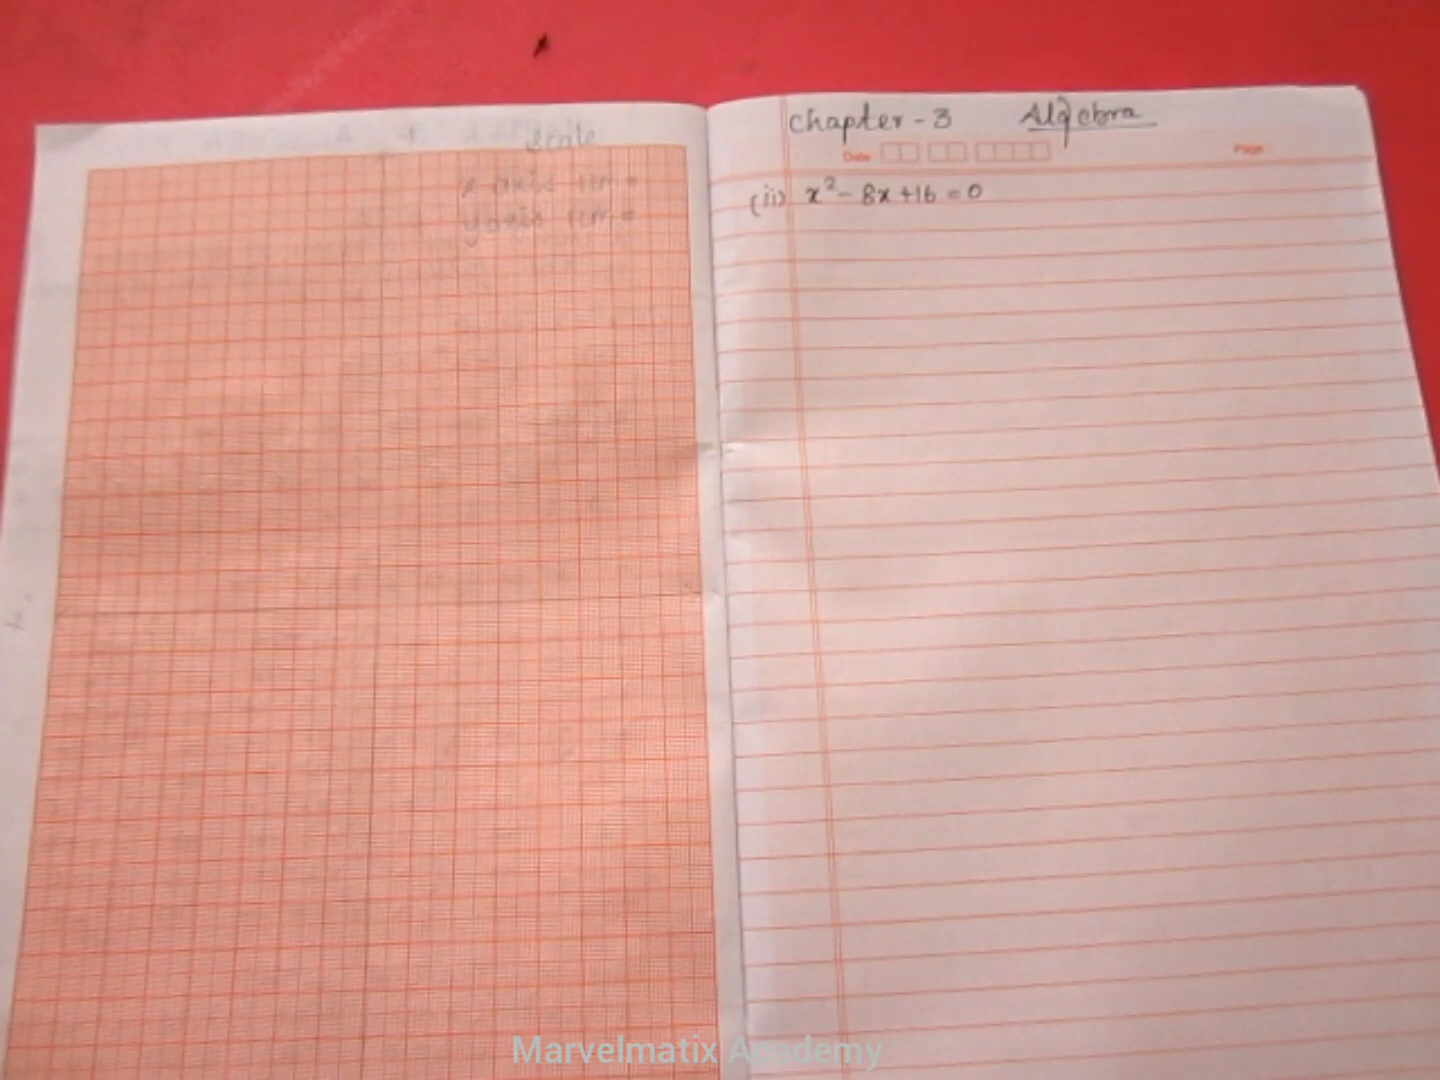 Scale
x axis 1cm =
y axis 1cm =
Chapter - 3 Algebra
Date
Page
(ii) x² - 8x + 16 = 0
Marvelmatix Academy